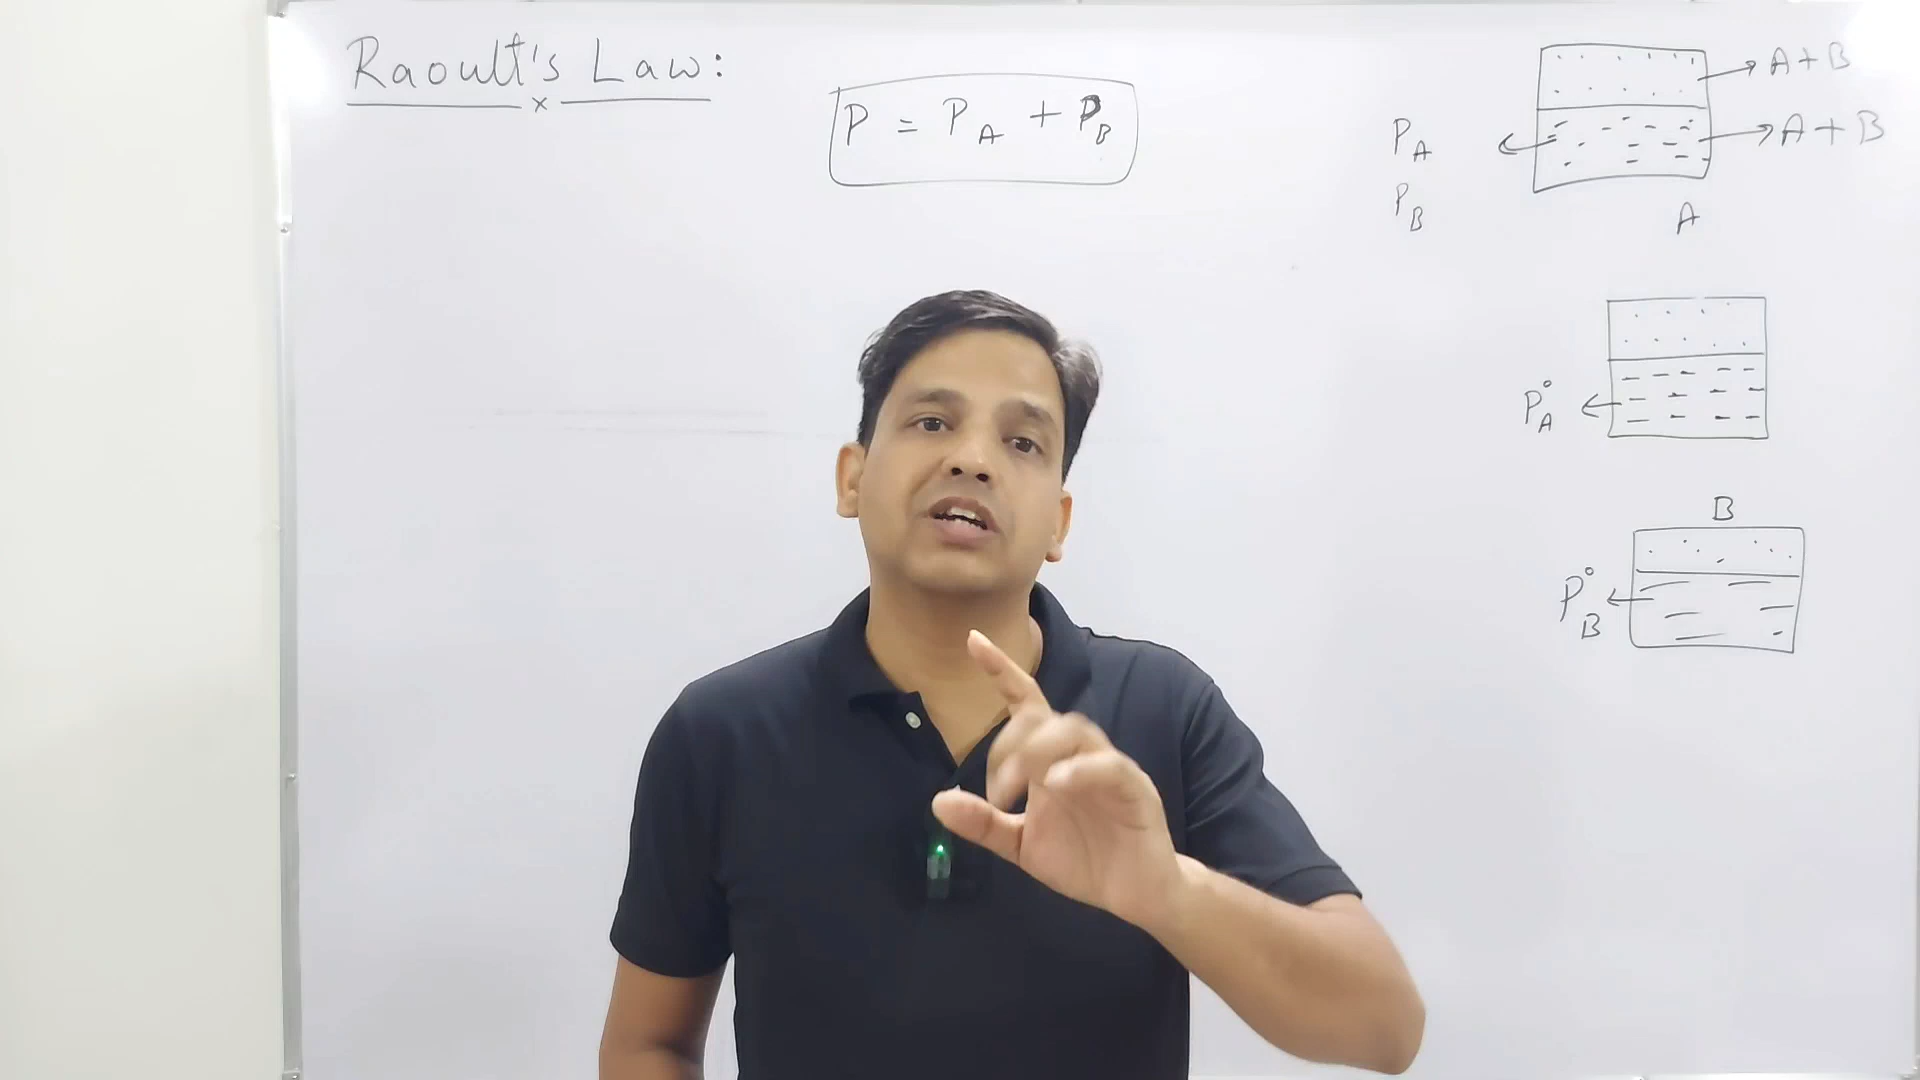 Raoult's Law:
P = P_A + P_B
A + B
A + B
P_A
P_B
A
P°_A
B
P°_B